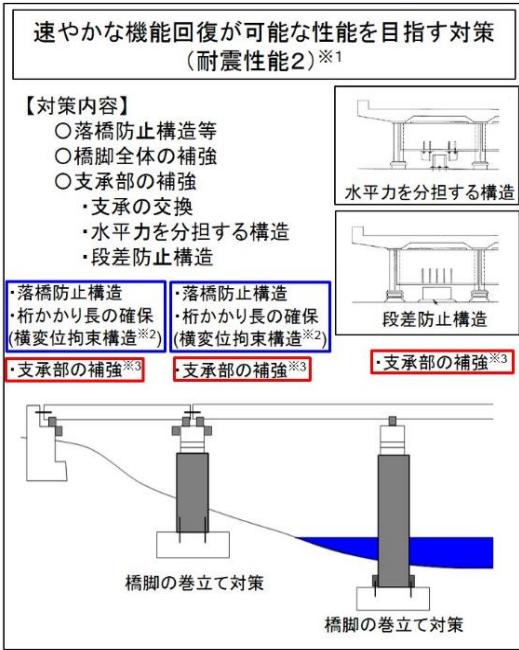 速やかな機能回復が可能な性能を目指す対策
(耐震性能2)※1
【対策内容】
○落橋防止構造等
○橋脚全体の補強
○支承部の補強
・支承の交換
・水平力を分担する構造
・段差防止構造
水平力を分担する構造
段差防止構造
・落橋防止構造
・桁かかり長の確保
(横変位拘束構造※2)
・落橋防止構造
・桁かかり長の確保
(横変位拘束構造※2)
・支承部の補強※3
・支承部の補強※3
・支承部の補強※3
橋脚の巻立て対策
橋脚の巻立て対策